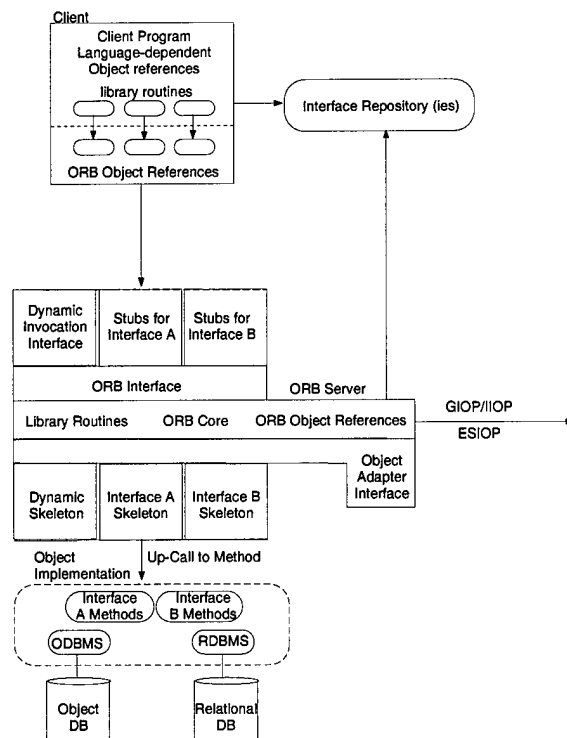 Client
Client Program
Language-dependent
Object references
library routines
Interface Repository (ies)
ORB Object References
Dynamic
Invocation
Interface
Stubs for
Interface A
Stubs for
Interface B
ORB Interface
ORB Server
Library Routines
ORB Core
ORB Object References
GIOP/IIOP
ESIOP
Object
Adapter
Interface
Dynamic
Skeleton
Interface A
Skeleton
Interface B
Skeleton
Object
Implementation
Up-Call to Method
Interface
A Methods
Interface
B Methods
ODBMS
RDBMS
Object
DB
Relational
DB